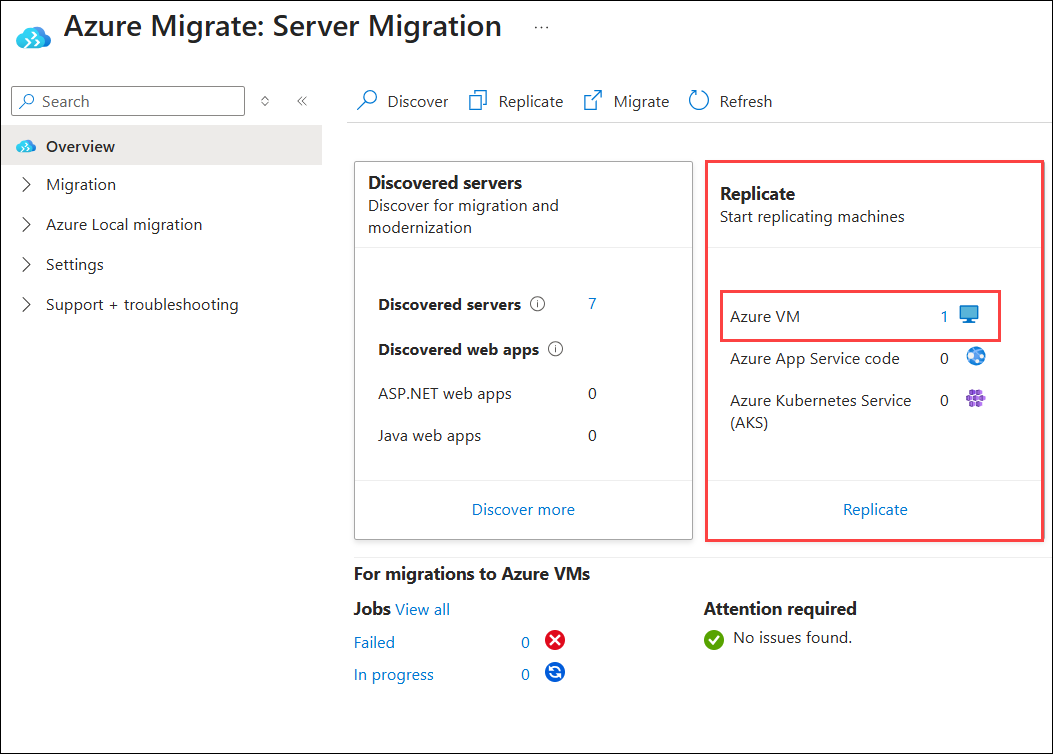 Azure Migrate: Server Migration ...
Search
Discover Replicate Migrate Refresh
Overview
Migration
Azure Local migration
Settings
Support + troubleshooting
Discovered servers
Discover for migration and
modernization
Discovered servers 7
Discovered web apps
ASP.NET web apps 0
Java web apps 0
Discover more
Replicate
Start replicating machines
Azure VM 1
Azure App Service code 0
Azure Kubernetes Service 0
(AKS)
Replicate
For migrations to Azure VMs
Jobs View all
Failed 0
In progress 0
Attention required
No issues found.